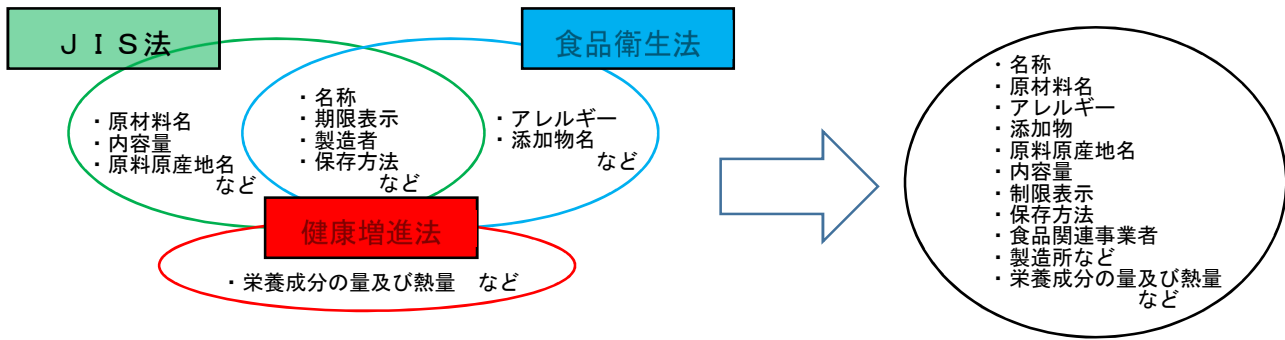 ＪＩＳ法
食品衛生法
・原材料名
・内容量
・原料原産地名
など
・名称
・期限表示
・製造者
・保存方法
など
・アレルギー
・添加物名
など
健康増進法
・栄養成分の量及び熱量　など
・名称
・原材料名
・アレルギー
・添加物
・原料原産地名
・内容量
・制限表示
・保存方法
・食品関連事業者
・製造所など
・栄養成分の量及び熱量
など